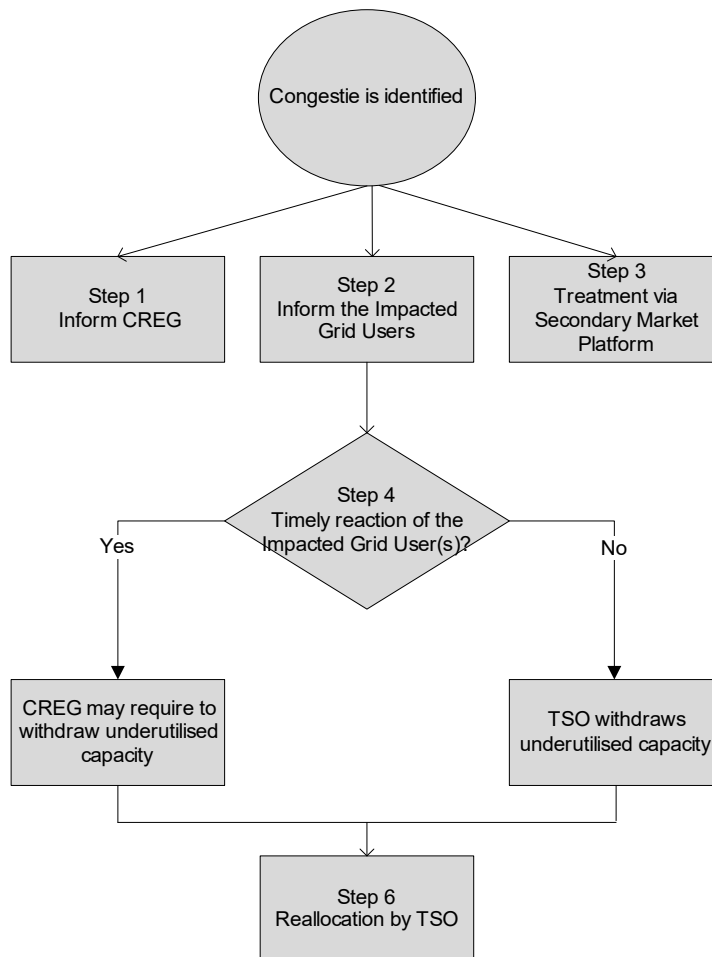 Congestie is identified
Step 1
Inform CREG
Step 2
Inform the Impacted
Grid Users
Step 3
Treatment via
Secondary Market
Platform
Step 4
Timely reaction of the
Impacted Grid User(s)?
Yes
No
CREG may require to
withdraw underutilised
capacity
TSO withdraws
underutilised capacity
Step 6
Reallocation by TSO